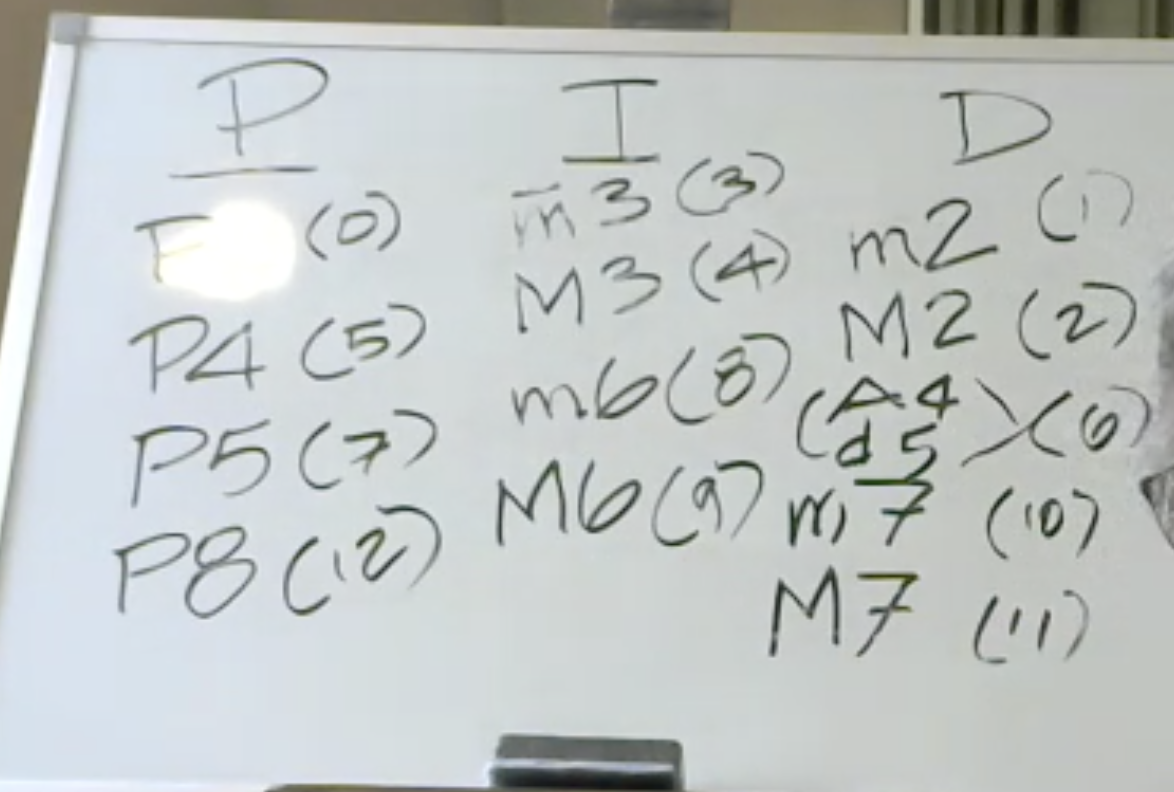 P
(0)
P4 (5)
P5 (7)
P8 (12)
I
m3 (3)
M3 (4)
m6 (8)
M6 (9)
D
m2 (1)
M2 (2)
(A4
d5) (6)
m7 (10)
M7 (11)